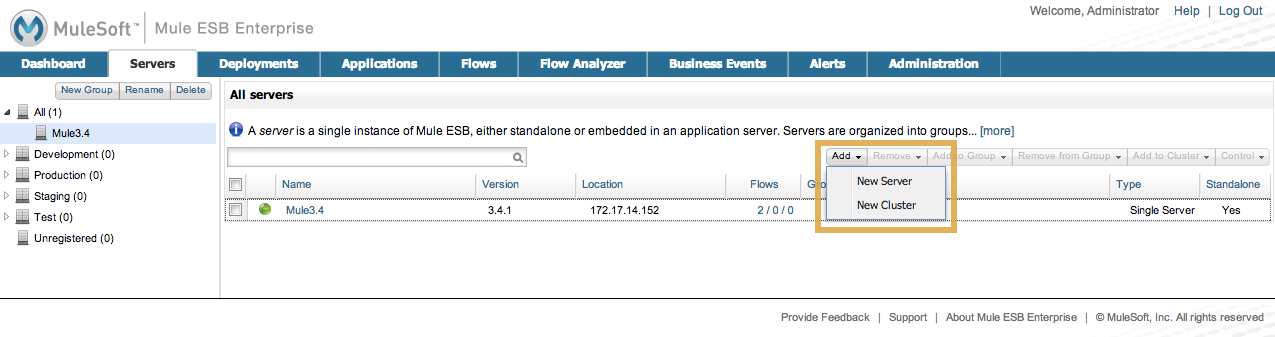 MuleSoft™ | Mule ESB Enterprise
Welcome, Administrator Help | Log Out
Dashboard Servers Deployments Applications Flows Flow Analyzer Business Events Alerts Administration
New Group Rename Delete
All (1)
Mule3.4
Development (0)
Production (0)
Staging (0)
Test (0)
Unregistered (0)
All servers
A server is a single instance of Mule ESB, either standalone or embedded in an application server. Servers are organized into groups... [more]
Add Remove Add to Group Remove from Group Add to Cluster Control
New Server
New Cluster
Name Version Location Flows Type Standalone
Mule3.4 3.4.1 172.17.14.152 2 / 0 / 0 Single Server Yes
Provide Feedback | Support | About Mule ESB Enterprise | © MuleSoft, Inc. All rights reserved